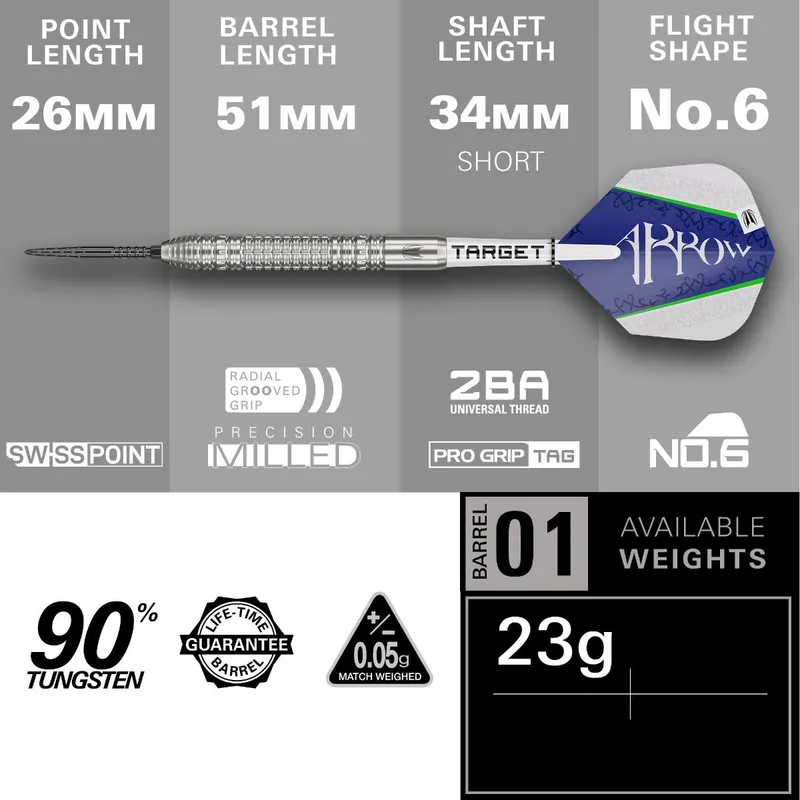 POINT
LENGTH
26MM
BARREL
LENGTH
51MM
SHAFT
LENGTH
34MM
SHORT
FLIGHT
SHAPE
No.6
TARGET
ARROW
RADIAL
GROOVED
GRIP
PRECISION
MILLED
SWISS POINT
2BA
UNIVERSAL THREAD
PRO GRIP TAG
NO.6
90%
TUNGSTEN
LIFE-TIME
GUARANTEE
BARREL
+/-
0.05g
MATCH WEIGHED
BARREL
01
AVAILABLE
WEIGHTS
23g